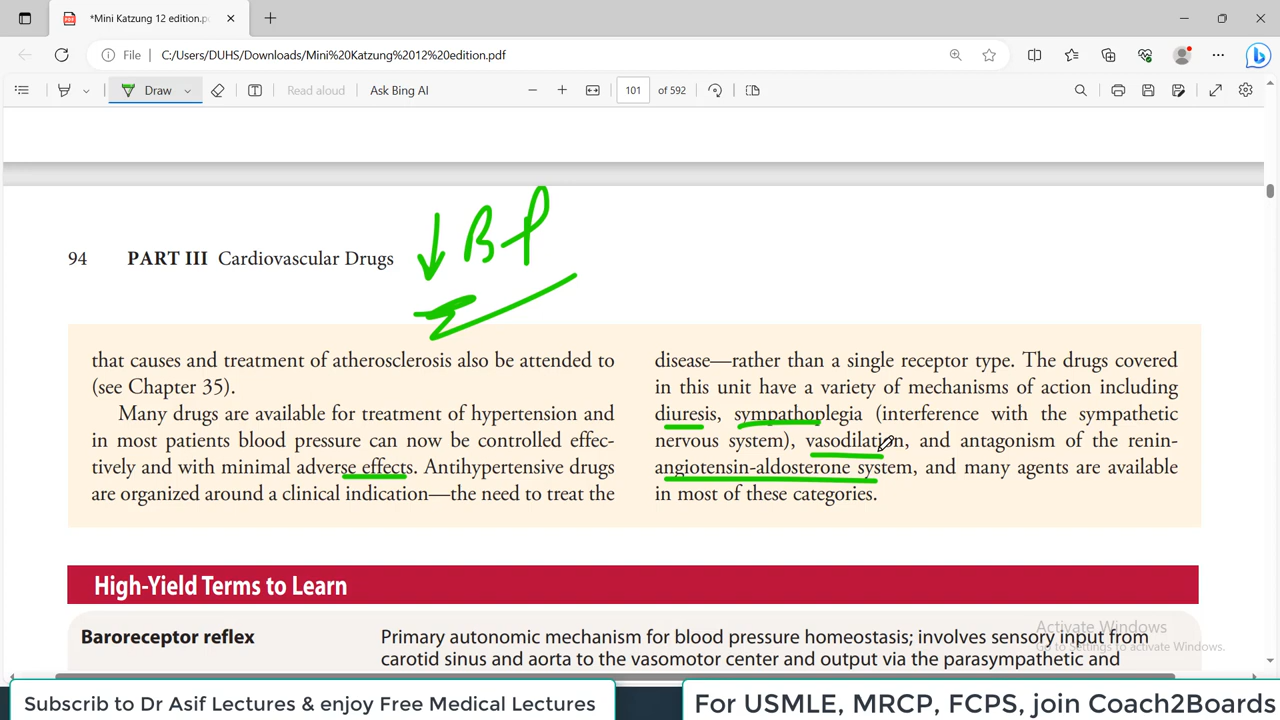 *Mini Katzung 12 edition.p
File
C:/Users/DUHS/Downloads/Mini%20Katzung%2012%20edition.pdf
Draw
Read aloud
Ask Bing AI
101
of 592
↓ BP
94 PART III Cardiovascular Drugs
that causes and treatment of atherosclerosis also be attended to
(see Chapter 35).
Many drugs are available for treatment of hypertension and
in most patients blood pressure can now be controlled effec-
tively and with minimal adverse effects. Antihypertensive drugs
are organized around a clinical indication—the need to treat the
disease—rather than a single receptor type. The drugs covered
in this unit have a variety of mechanisms of action including
diuresis, sympathoplegia (interference with the sympathetic
nervous system), vasodilation, and antagonism of the renin-
angiotensin-aldosterone system, and many agents are available
in most of these categories.
High-Yield Terms to Learn
Baroreceptor reflex
Primary autonomic mechanism for blood pressure homeostasis; involves sensory input from
carotid sinus and aorta to the vasomotor center and output via the parasympathetic and
Activate Windows
Go to Settings to activate Windows.
Subscrib to Dr Asif Lectures & enjoy Free Medical Lectures
For USMLE, MRCP, FCPS, join Coach2Boards